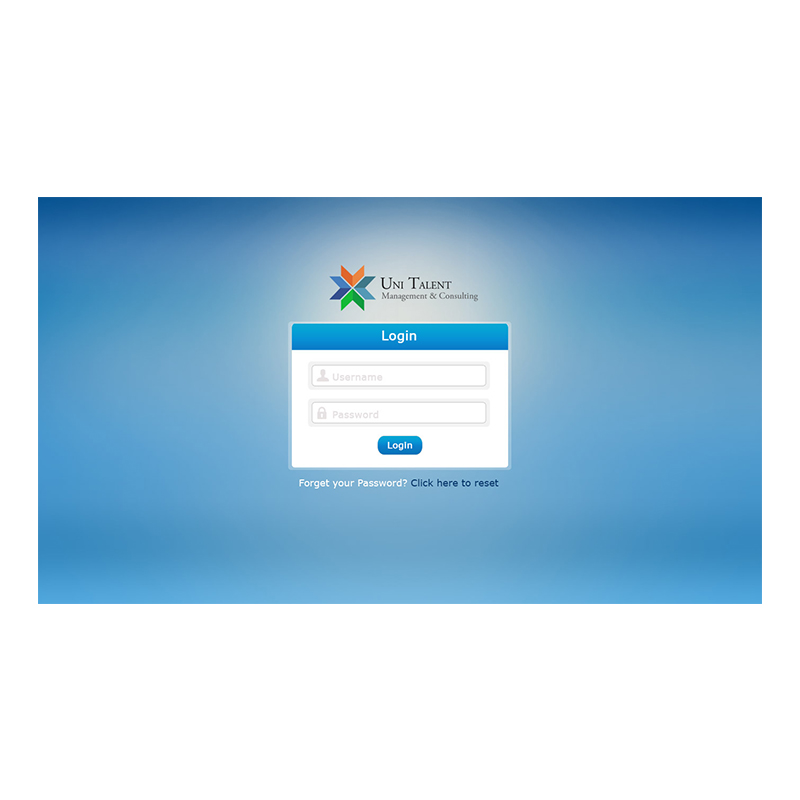 Uni Talent
Management & Consulting
Login
Username
Password
Login
Forget your Password? Click here to reset